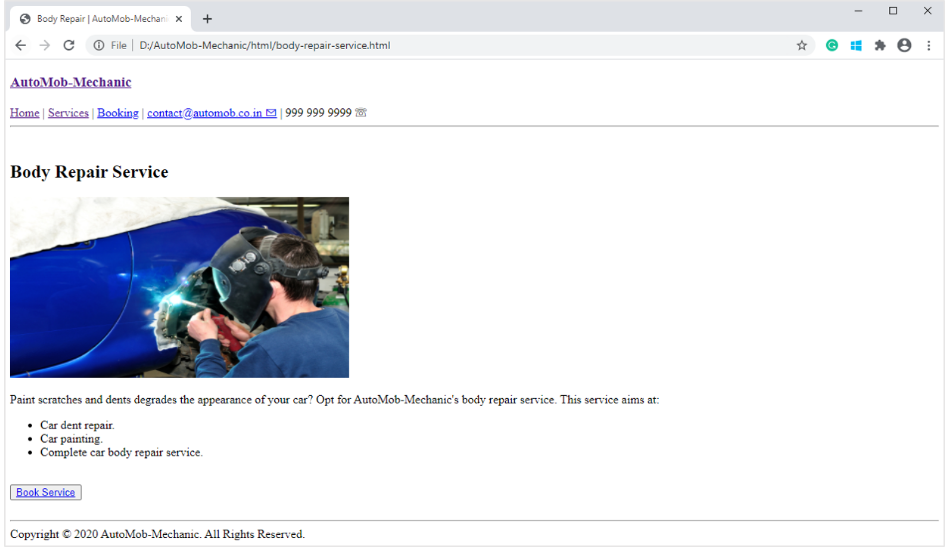 Body Repair | AutoMob-Mechani
File | D:/AutoMob-Mechanic/html/body-repair-service.html
AutoMob-Mechanic
Home | Services | Booking | contact@automob.co.in ✉ | 999 999 9999 ☏
Body Repair Service
Paint scratches and dents degrades the appearance of your car? Opt for AutoMob-Mechanic's body repair service. This service aims at:
• Car dent repair.
• Car painting.
• Complete car body repair service.
Book Service
Copyright © 2020 AutoMob-Mechanic. All Rights Reserved.